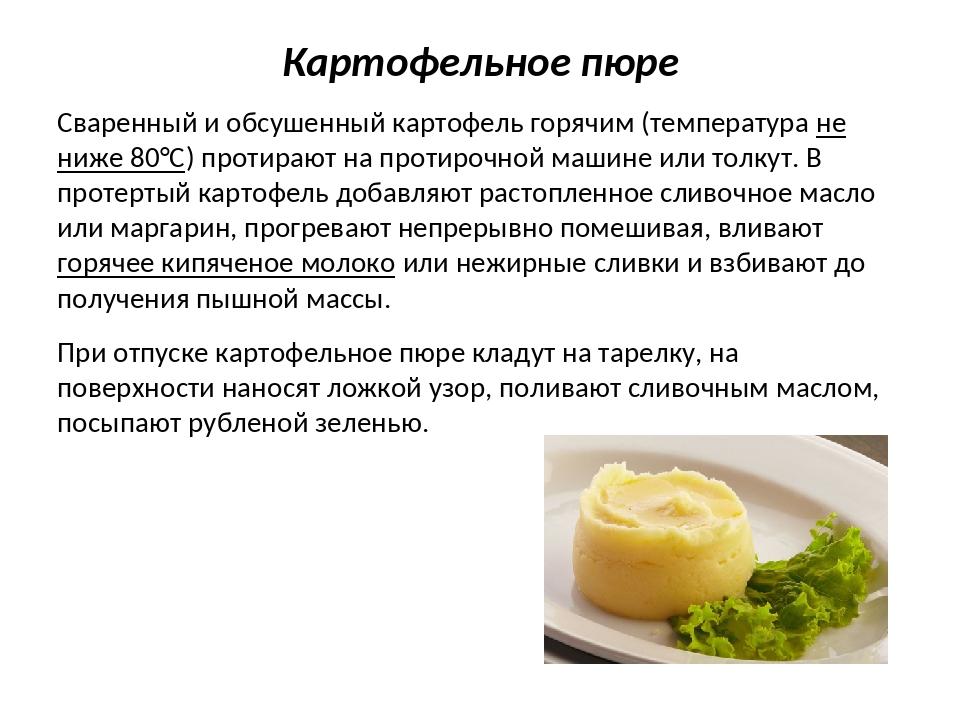 Картофельное пюре
Сваренный и обсушенный картофель горячим (температура не
ниже 80°С) протирают на протирочной машине или толкут. В
протертый картофель добавляют растопленное сливочное масло
или маргарин, прогревают непрерывно помешивая, вливают
горячее кипяченое молоко или нежирные сливки и взбивают до
получения пышной массы.
При отпуске картофельное пюре кладут на тарелку, на
поверхности наносят ложкой узор, поливают сливочным маслом,
посыпают рубленой зеленью.